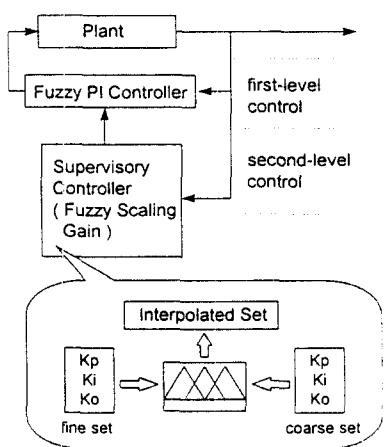 Plant
Fuzzy PI Controller
first-level
control
Supervisory
Controller
( Fuzzy Scaling
Gain )
second-level
control
Interpolated Set
Kp
Ki
Ko
fine set
Kp
Ki
Ko
coarse set